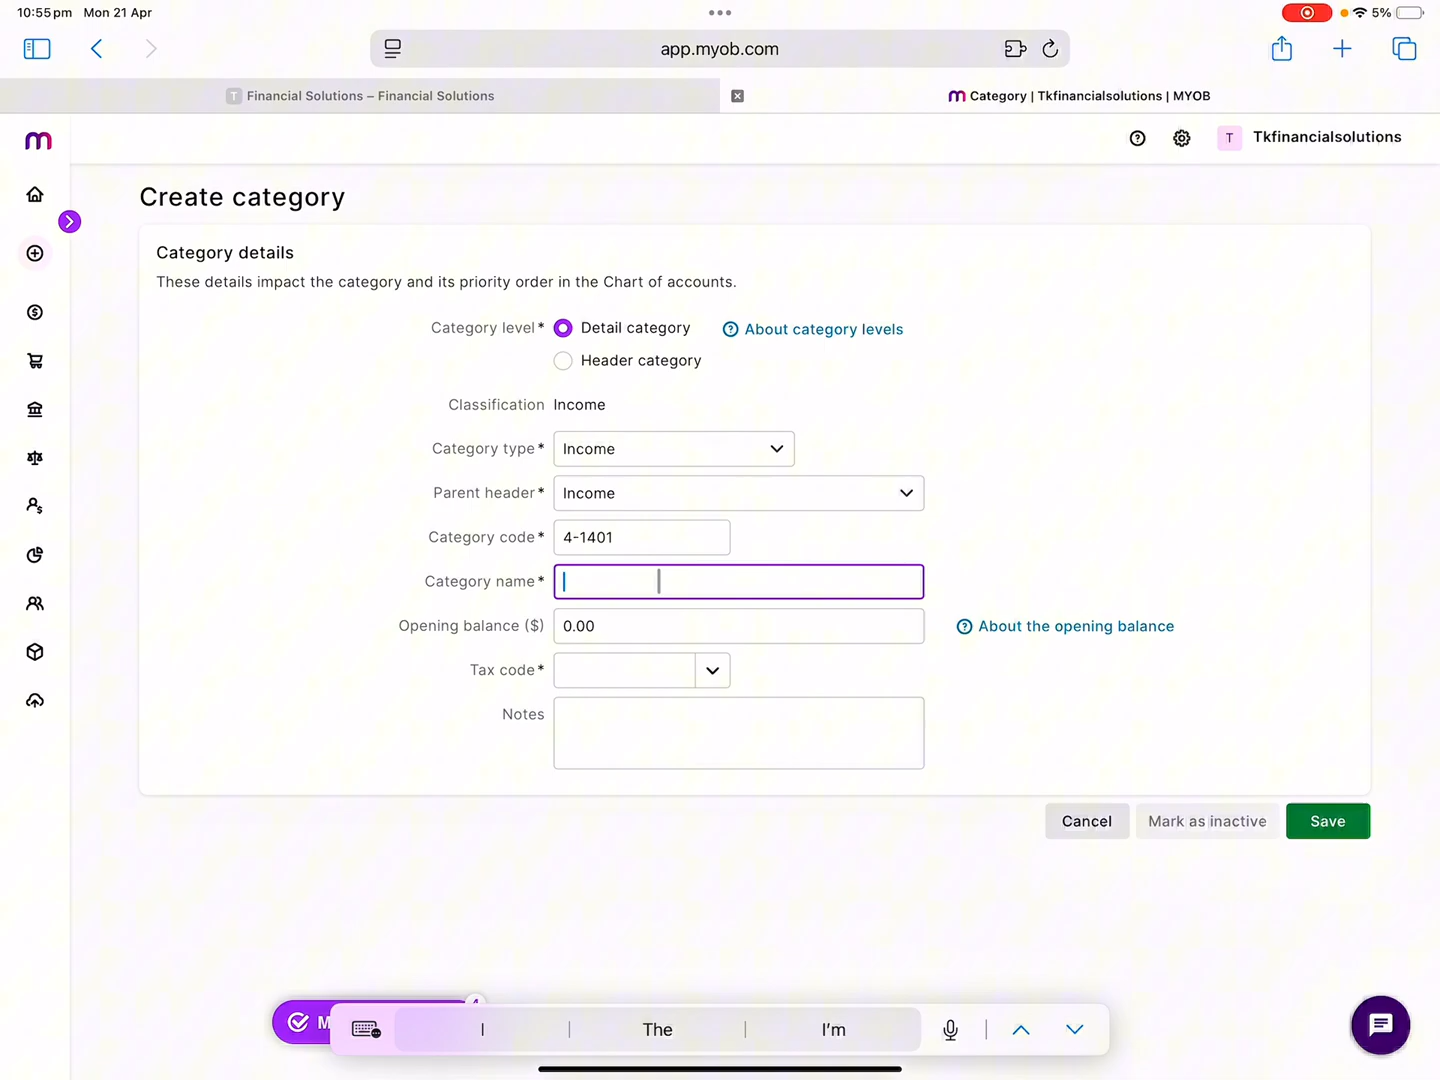 10:55 pm Mon 21 Apr
5%
app.myob.com
T Financial Solutions – Financial Solutions
Category | Tkfinancialsolutions | MYOB
T Tkfinancialsolutions
Create category
Category details
These details impact the category and its priority order in the Chart of accounts.
Category level* Detail category About category levels
Header category
Classification Income
Category type* Income
Parent header* Income
Category code* 4-1401
Category name*
Opening balance ($) 0.00 About the opening balance
Tax code*
Notes
Cancel Mark as inactive Save
M I The I'm